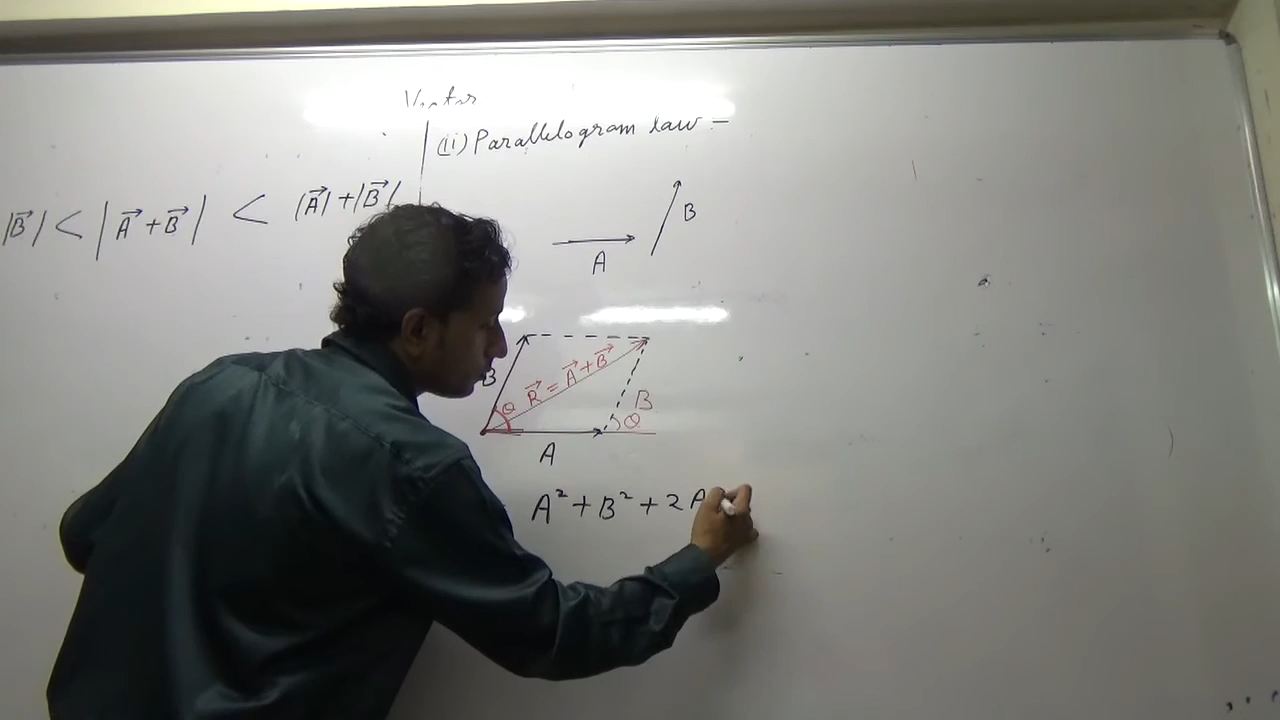 Vector
(ii) Parallelogram law -
|B⃗| < |A⃗ + B⃗| < |A⃗| + |B⃗|
B
A
B
R⃗ = A⃗ + B⃗
θ
B
θ
A
A² + B² + 2A